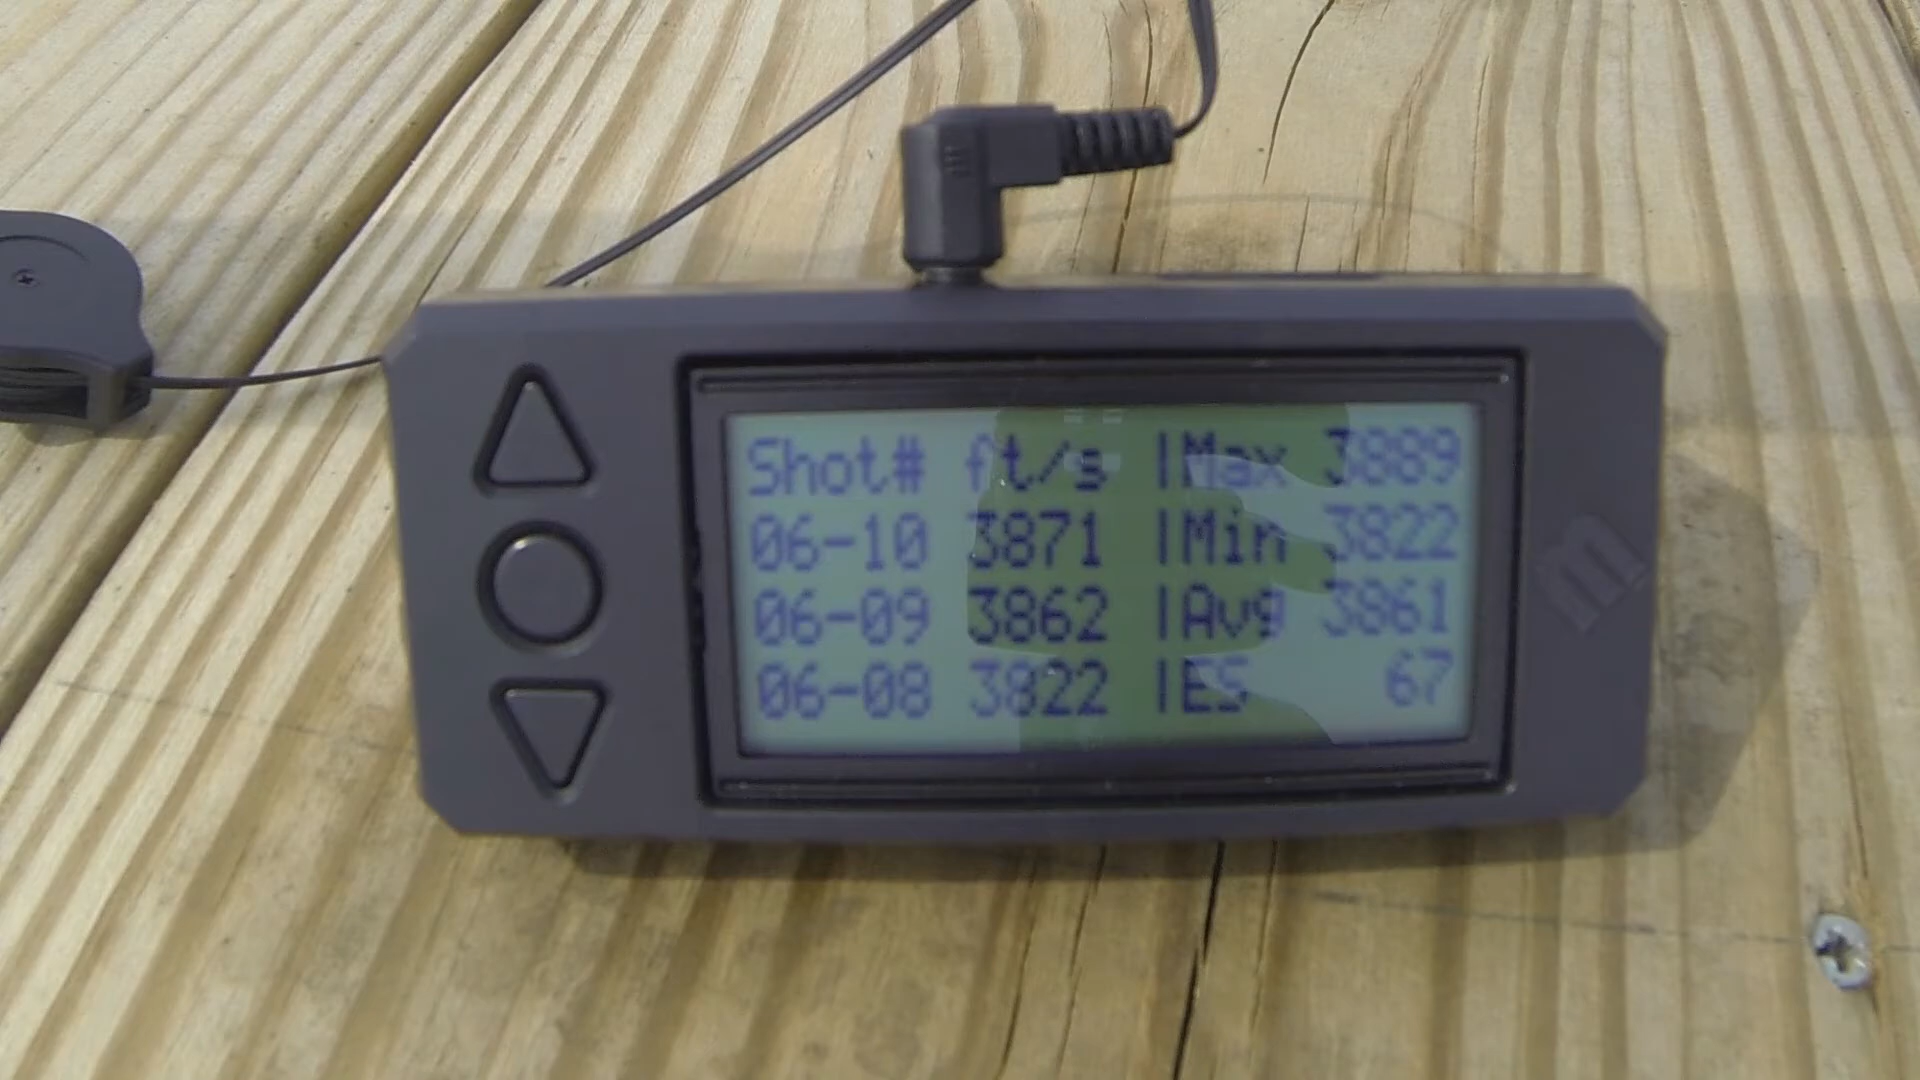 Shot# ft/s |Max 3889
06-10 3871 |Min 3822
06-09 3862 |Avg 3861
06-08 3822 |ES 67
m